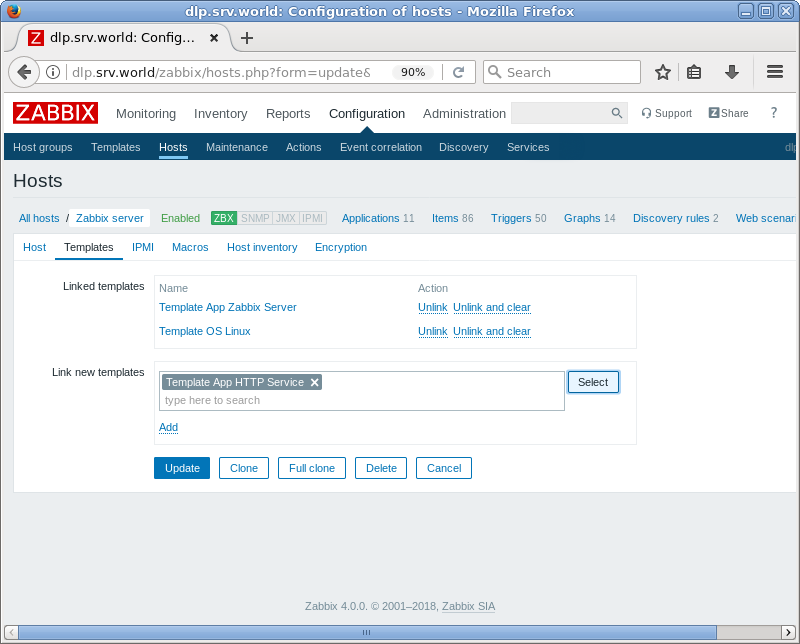 dlp.srv.world: Configuration of hosts - Mozilla Firefox
Z dlp.srv.world: Config...
dlp.srv.world/zabbix/hosts.php?form=update& 90% Search
ZABBIX Monitoring Inventory Reports Configuration Administration Support Z Share ?
Host groups Templates Hosts Maintenance Actions Event correlation Discovery Services dlp
Hosts
All hosts / Zabbix server Enabled ZBX SNMP JMX IPMI Applications 11 Items 86 Triggers 50 Graphs 14 Discovery rules 2 Web scenari
Host Templates IPMI Macros Host inventory Encryption
Linked templates Name Action
Template App Zabbix Server Unlink Unlink and clear
Template OS Linux Unlink Unlink and clear
Link new templates Template App HTTP Service Select
type here to search
Add
Update Clone Full clone Delete Cancel
Zabbix 4.0.0. © 2001–2018, Zabbix SIA